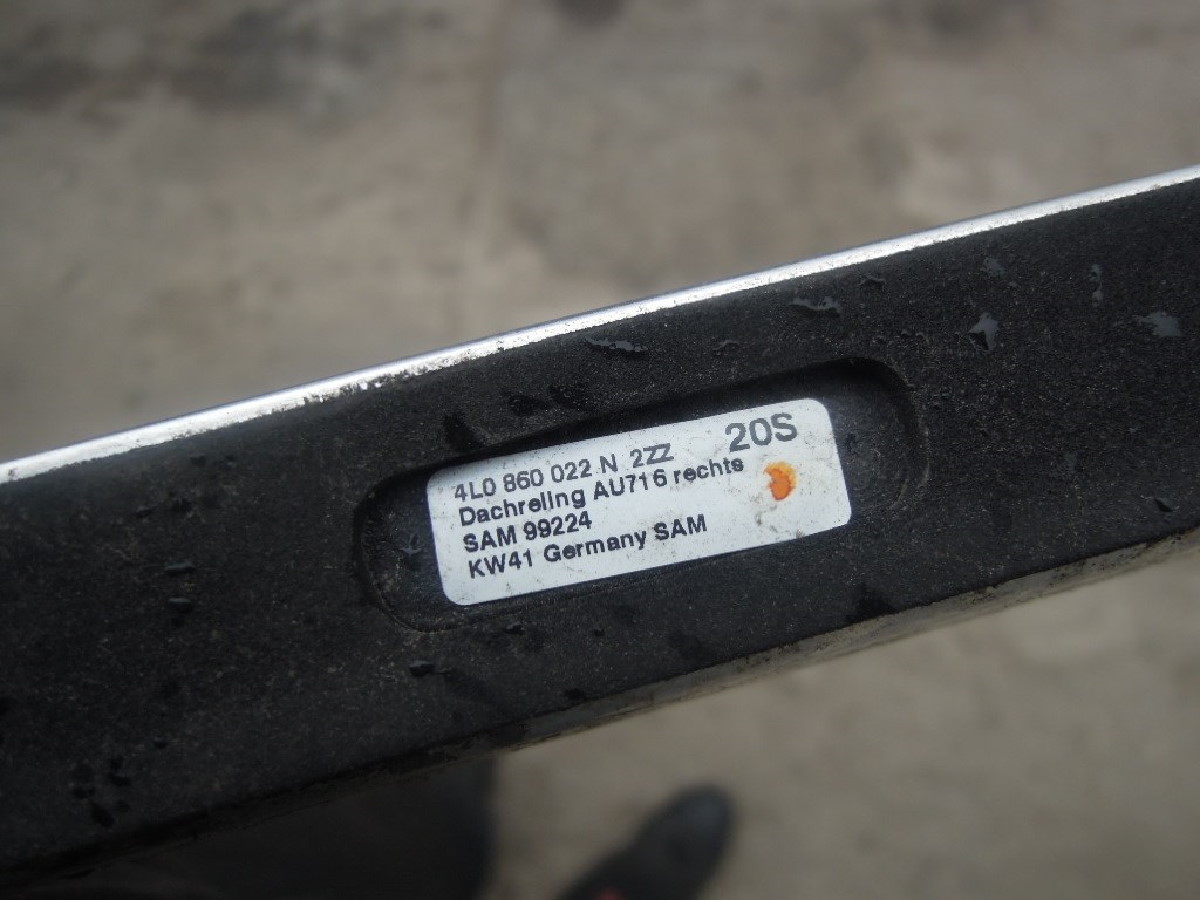 4L0 860 022 N 2ZZ 20S
Dachreling AU716 rechts
SAM 99224
KW41 Germany SAM